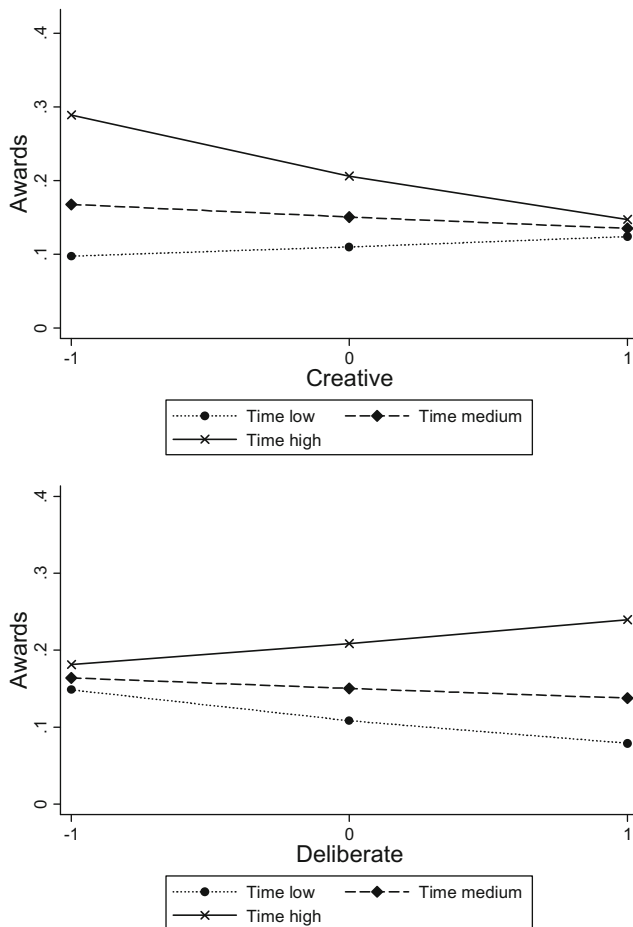 .4
.3
Awards
.2
.1
0
-1 0 1
Creative
Time low Time medium
Time high
.4
.3
Awards
.2
.1
0
-1 0 1
Deliberate
Time low Time medium
Time high